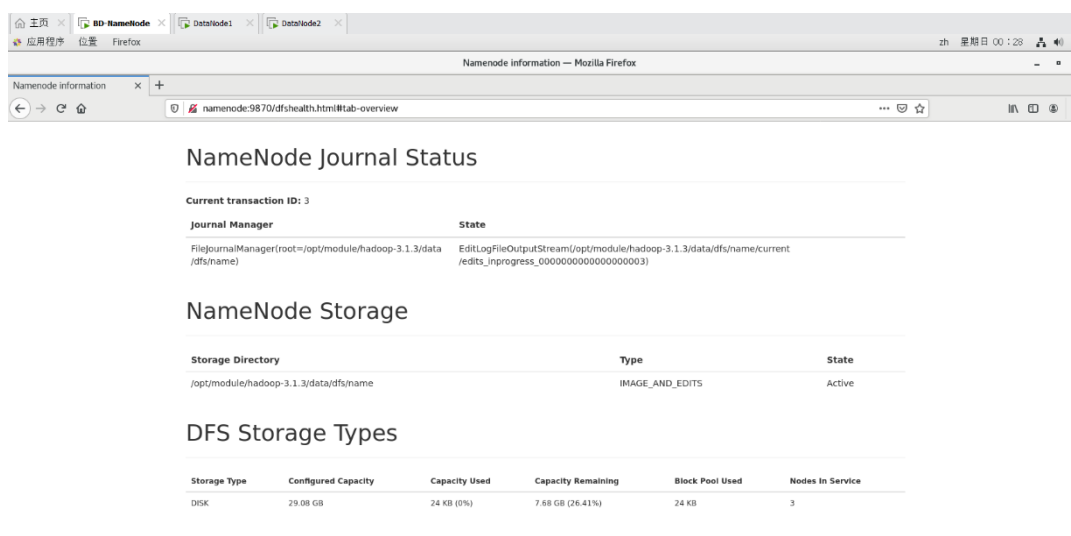 主页 BD-NameNode DataNode1 DataNode2
应用程序 位置 Firefox zh 星期日 00：28
Namenode information — Mozilla Firefox
Namenode information
namenode:9870/dfshealth.html#tab-overview
NameNode Journal Status
Current transaction ID: 3
Journal Manager State
FileJournalManager(root=/opt/module/hadoop-3.1.3/data EditLogFileOutputStream(/opt/module/hadoop-3.1.3/data/dfs/name/current
/dfs/name) /edits_inprogress_0000000000000000003)
NameNode Storage
Storage Directory Type State
/opt/module/hadoop-3.1.3/data/dfs/name IMAGE_AND_EDITS Active
DFS Storage Types
Storage Type Configured Capacity Capacity Used Capacity Remaining Block Pool Used Nodes In Service
DISK 29.08 GB 24 KB (0%) 7.68 GB (26.41%) 24 KB 3